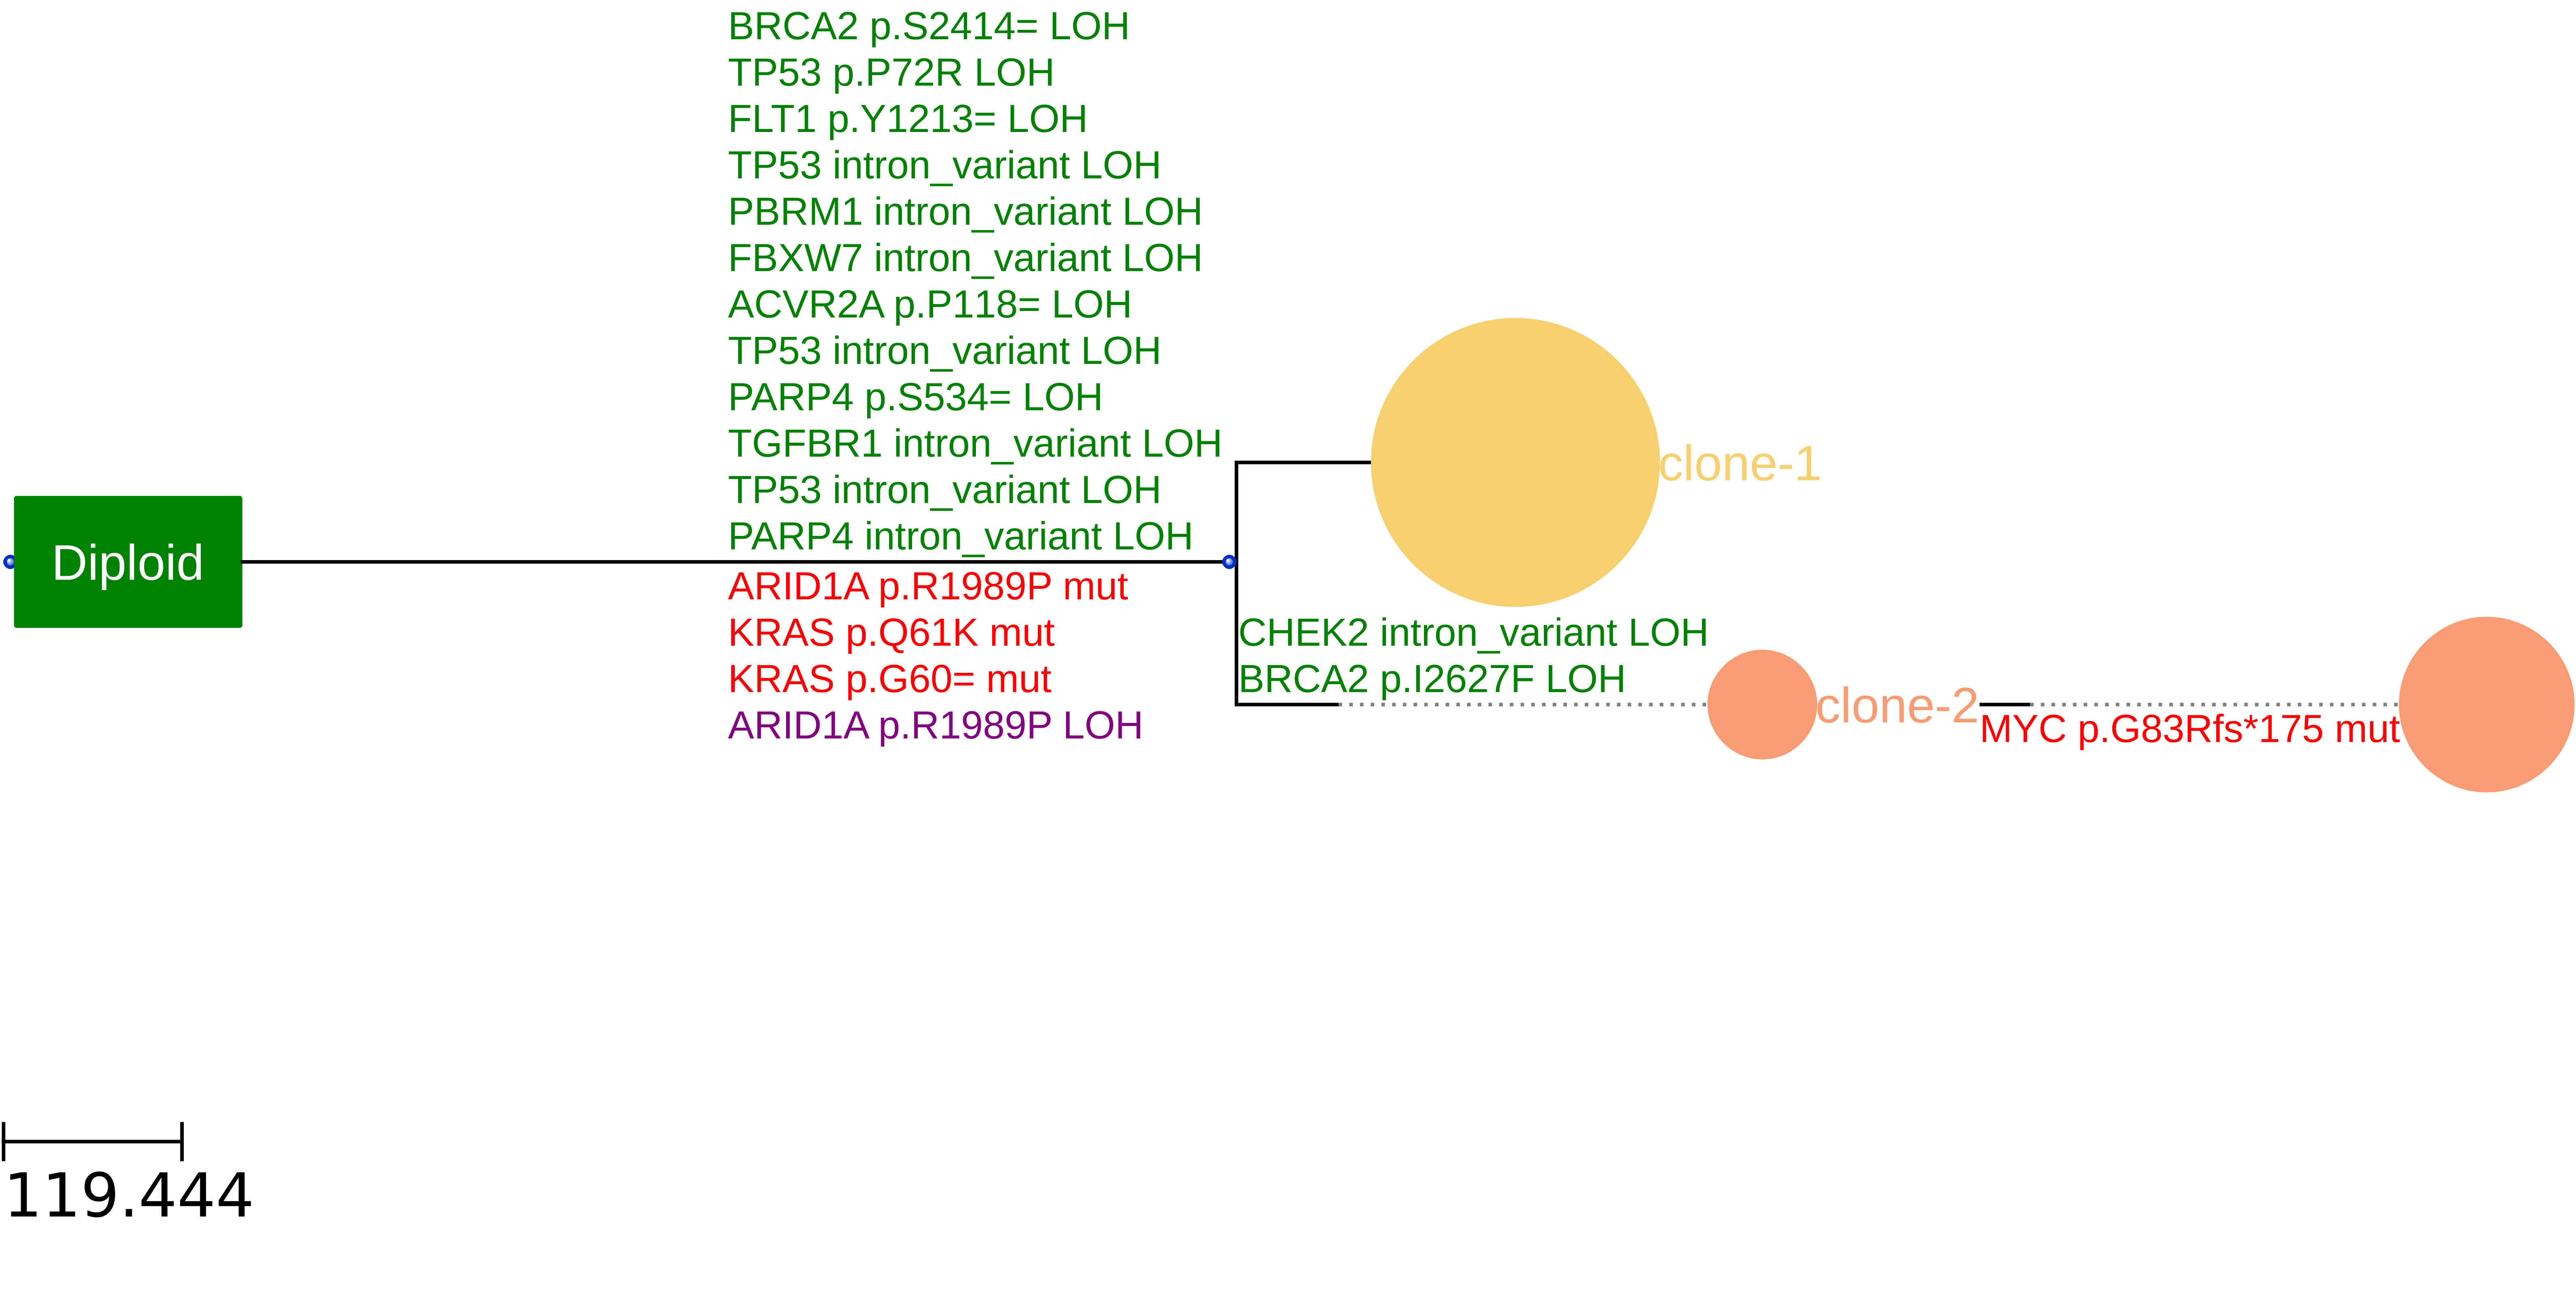 BRCA2 p.S2414= LOH
TP53 p.P72R LOH
FLT1 p.Y1213= LOH
TP53 intron_variant LOH
PBRM1 intron_variant LOH
FBXW7 intron_variant LOH
ACVR2A p.P118= LOH
TP53 intron_variant LOH
PARP4 p.S534= LOH
TGFBR1 intron_variant LOH
TP53 intron_variant LOH
PARP4 intron_variant LOH
Diploid
ARID1A p.R1989P mut
KRAS p.Q61K mut
KRAS p.G60= mut
ARID1A p.R1989P LOH
clone-1
CHEK2 intron_variant LOH
BRCA2 p.I2627F LOH
clone-2
MYC p.G83Rfs*175 mut
119.444